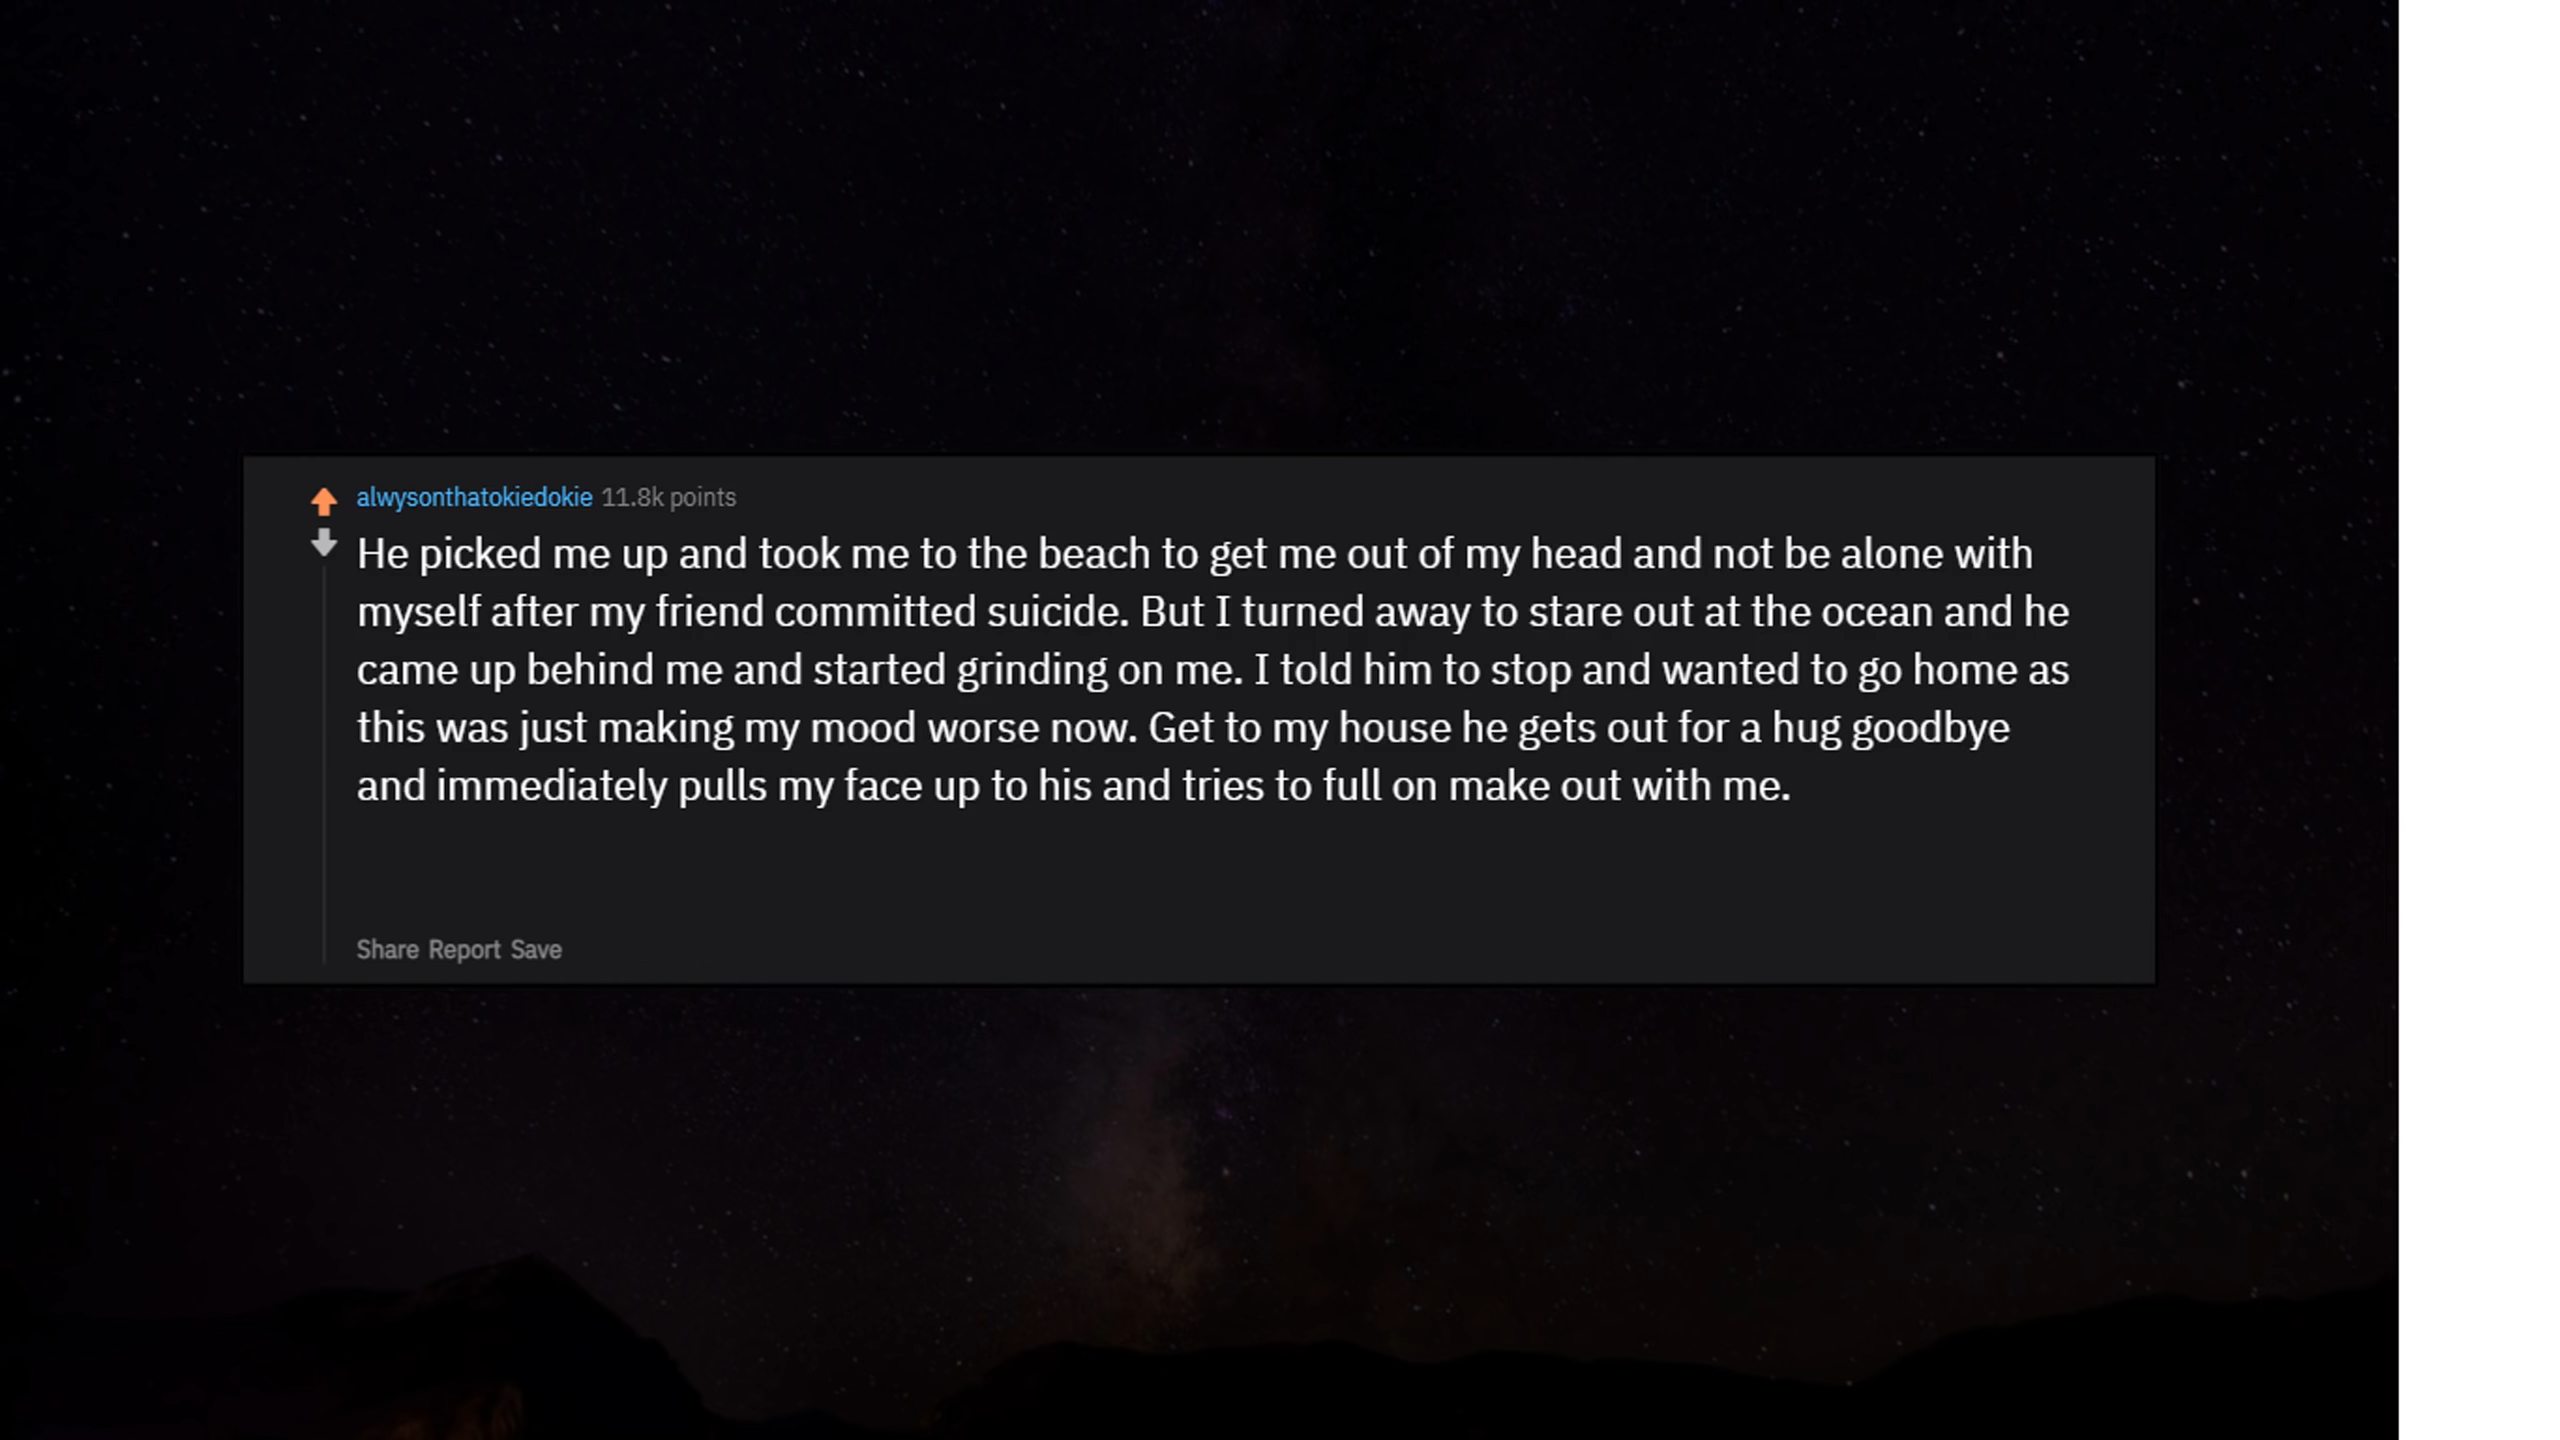 alwysonthatokiedokie 11.8k points
He picked me up and took me to the beach to get me out of my head and not be alone with
myself after my friend committed suicide. But I turned away to stare out at the ocean and he
came up behind me and started grinding on me. I told him to stop and wanted to go home as
this was just making my mood worse now. Get to my house he gets out for a hug goodbye
and immediately pulls my face up to his and tries to full on make out with me.
Share Report Save